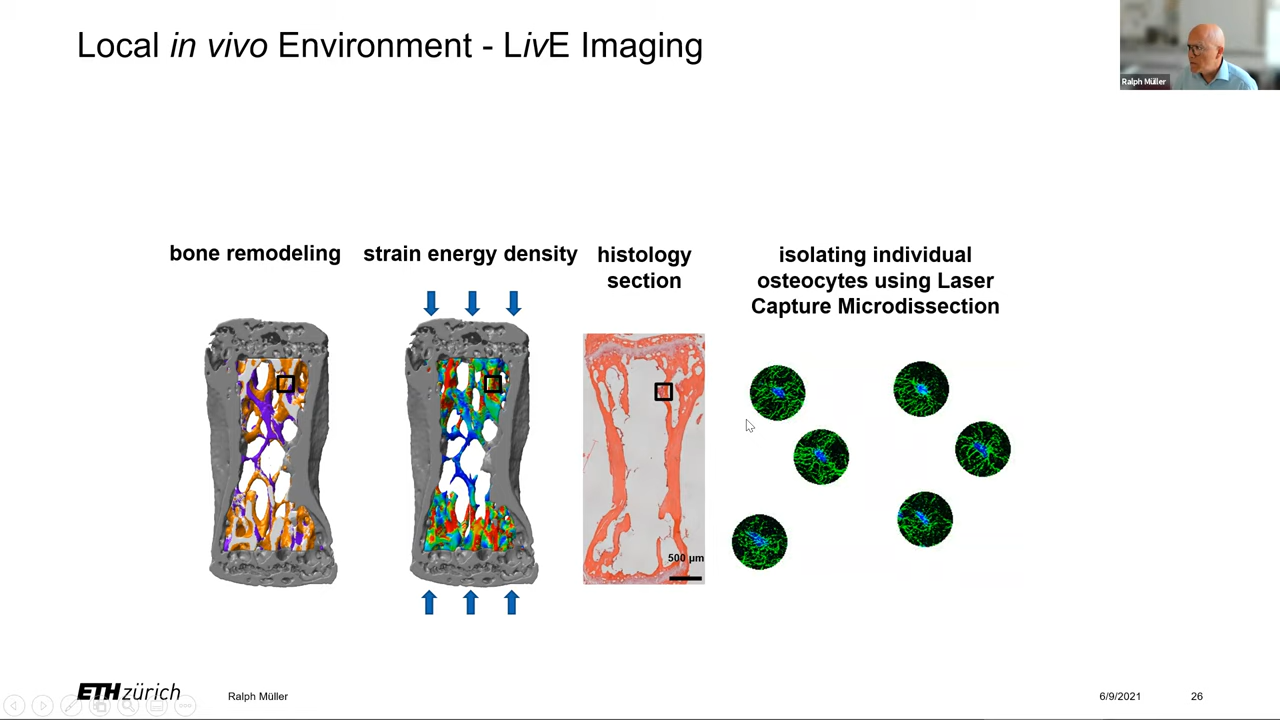 Local in vivo Environment - LivE Imaging
Ralph Müller
bone remodeling
strain energy density
histology
section
isolating individual
osteocytes using Laser
Capture Microdissection
500 µm
ETH zürich
Ralph Müller
6/9/2021
26